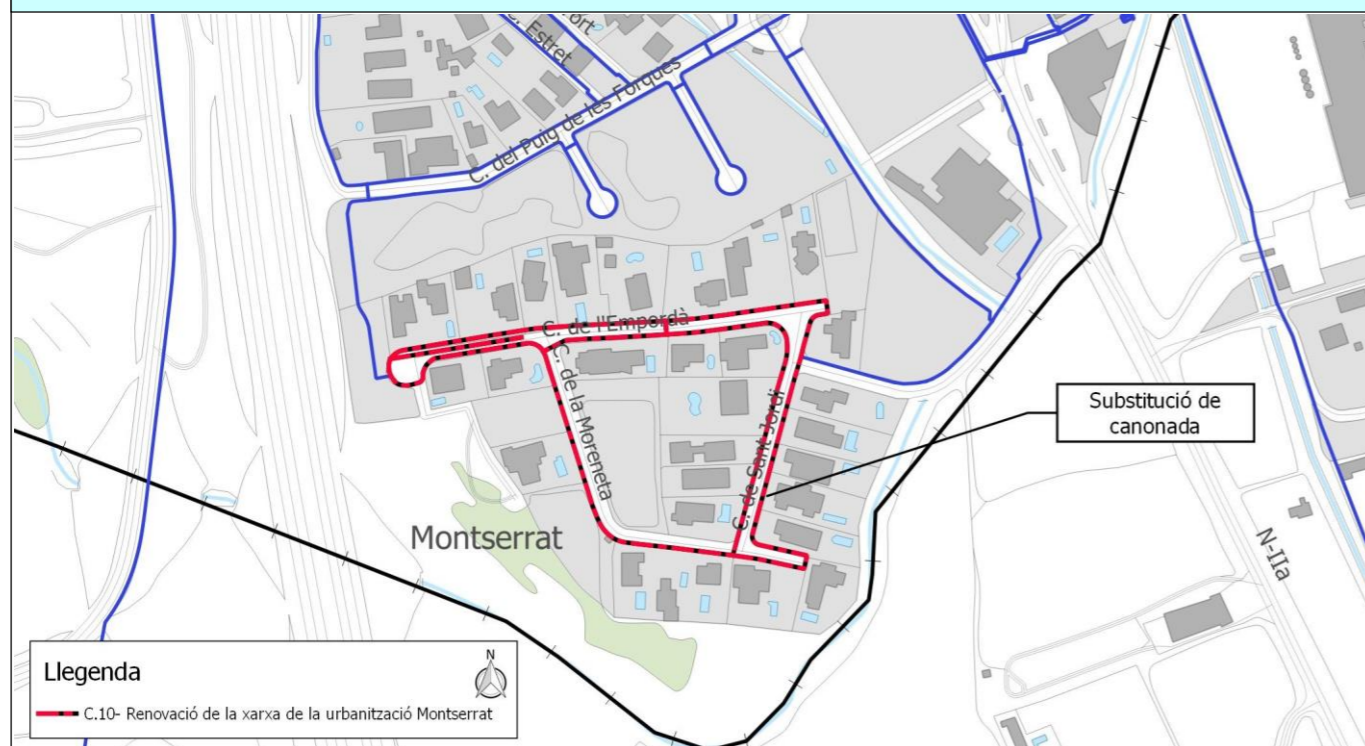 C. Estret
ort
C. del Puig de les Forques
C. de l'Empordà
C. de la Moreneta
C. de Sant Jordi
Substitució de
canonada
Montserrat
N-IIa
Llegenda
N
C.10- Renovació de la xarxa de la urbanització Montserrat